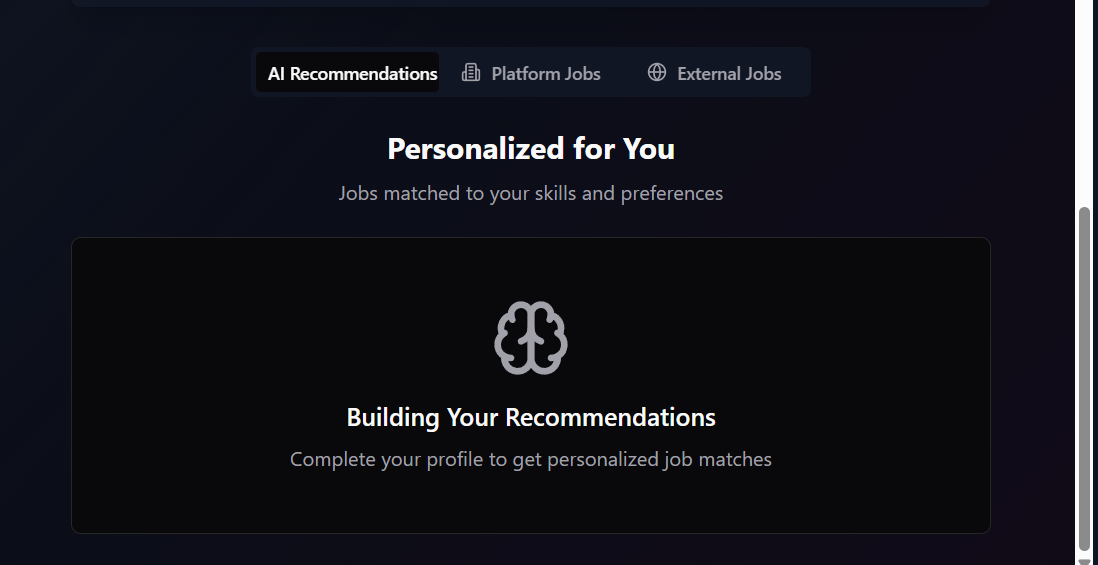 AI Recommendations Platform Jobs External Jobs
Personalized for You
Jobs matched to your skills and preferences
Building Your Recommendations
Complete your profile to get personalized job matches